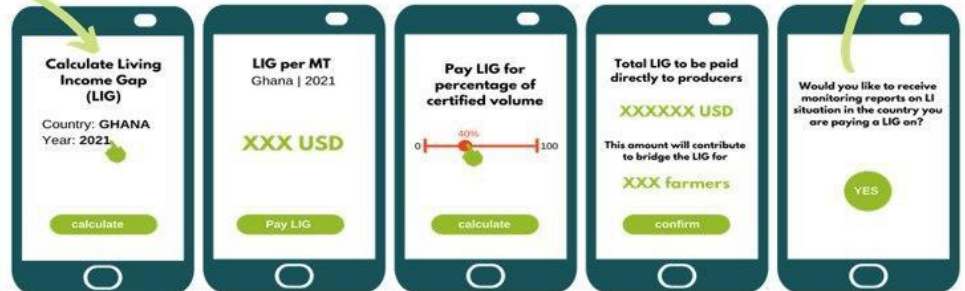 Calculate Living
Income Gap
(LIG)
Country: GHANA
Year: 2021
calculate
LIG per MT
Ghana | 2021
XXX USD
Pay LIG
Pay LIG for
percentage of
certified volume
40%
0
100
calculate
Total LIG to be paid
directly to producers
XXXXXX USD
This amount will contribute
to bridge the LIG for
XXX farmers
confirm
Would you like to receive
monitoring reports on LI
situation in the country you
are paying a LIG on?
YES